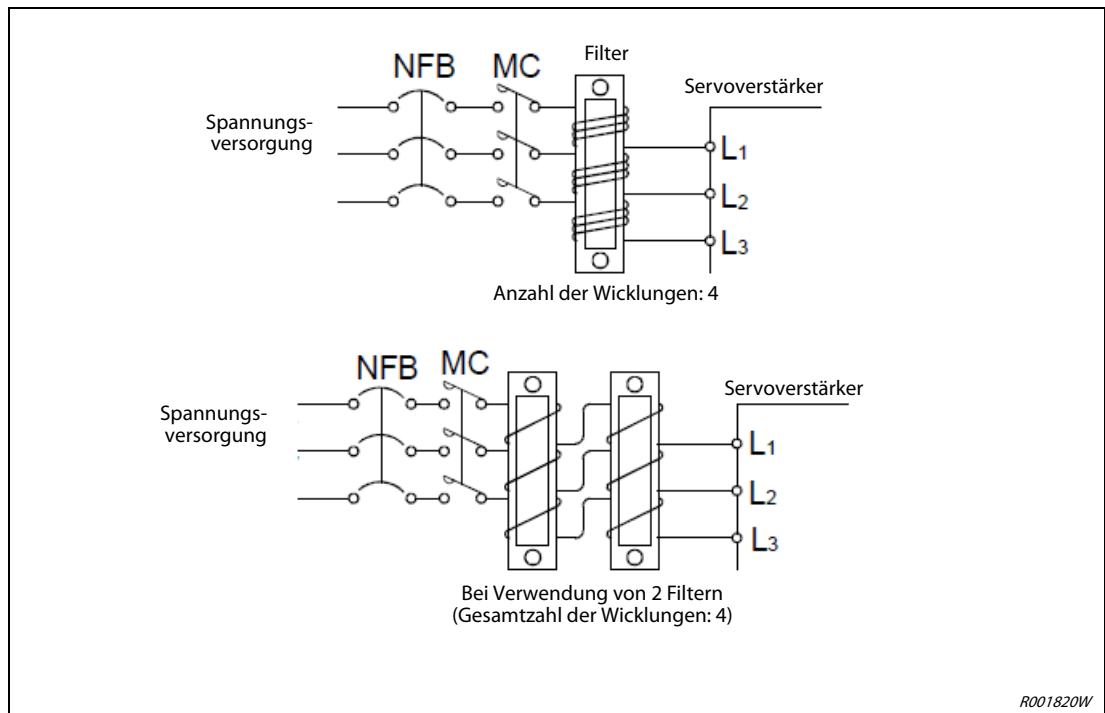 Filter
NFB MC
Servoverstärker
Spannungs-
versorgung
L1
L2
L3
Anzahl der Wicklungen: 4
NFB MC
Servoverstärker
Spannungs-
versorgung
L1
L2
L3
Bei Verwendung von 2 Filtern
(Gesamtzahl der Wicklungen: 4)
R001820W